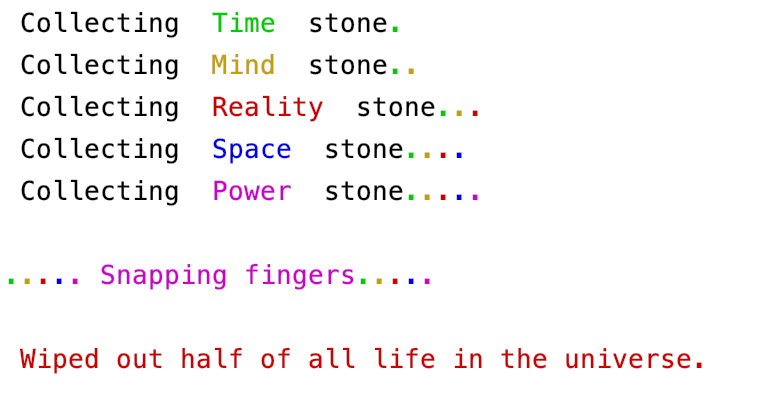 Collecting  Time  stone.
Collecting  Mind  stone..
Collecting  Reality  stone...
Collecting  Space  stone....
Collecting  Power  stone.....
..... Snapping fingers.....
Wiped out half of all life in the universe.